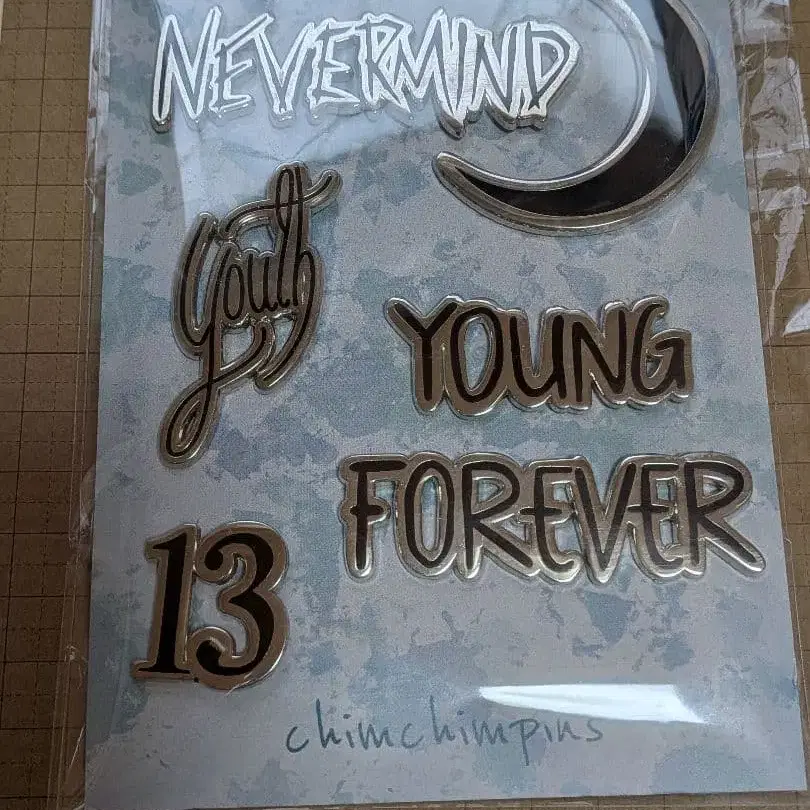 NEVERMIND
Youth
YOUNG
FOREVER
13
chimchimpins